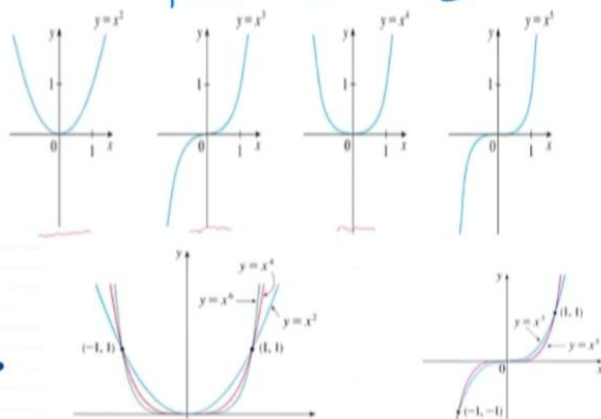 y=x² y=x³ y=x⁴ y=x⁵
y y y y
1 1 1 1
0 1 x 0 1 x 0 1 x 0 1 x
y
y=x⁴
y=x⁶
y=x²
(−1, 1) (1, 1)
y
(1, 1)
y=x³
y=x⁵
0 x
(−1, −1)